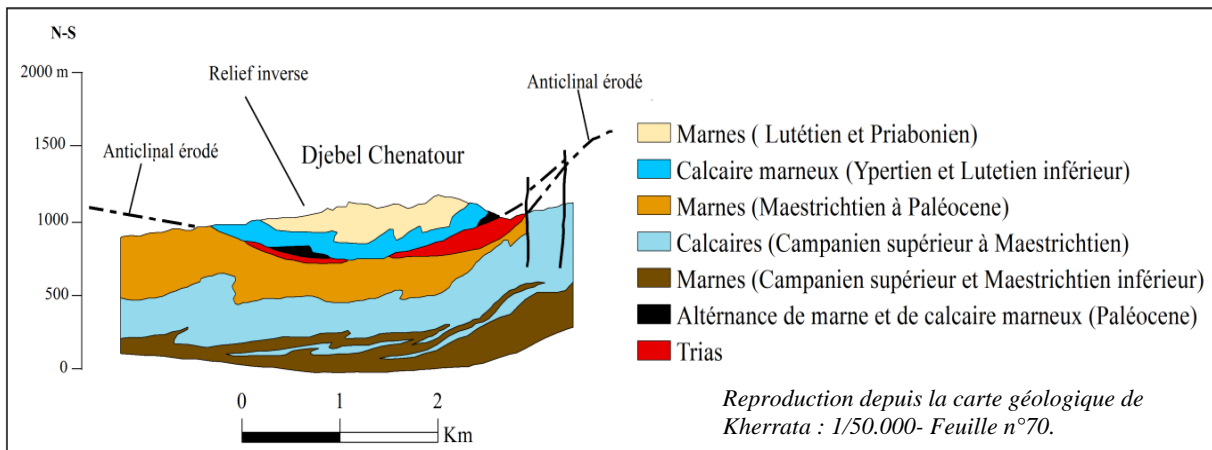 N-S
2000 m
1500
1000
500
0
Relief inverse
Anticlinal érodé
Anticlinal érodé
Djebel Chenatour
Marnes ( Lutétien et Priabonien)
Calcaire marneux (Ypertien et Lutetien inférieur)
Marnes (Maestrichtien à Paléocene)
Calcaires (Campanien supérieur à Maestrichtien)
Marnes (Campanien supérieur et Maestrichtien inférieur)
Altérnance de marne et de calcaire marneux (Paléocene)
Trias
0 1 2
Km
Reproduction depuis la carte géologique de
Kherrata : 1/50.000- Feuille n°70.